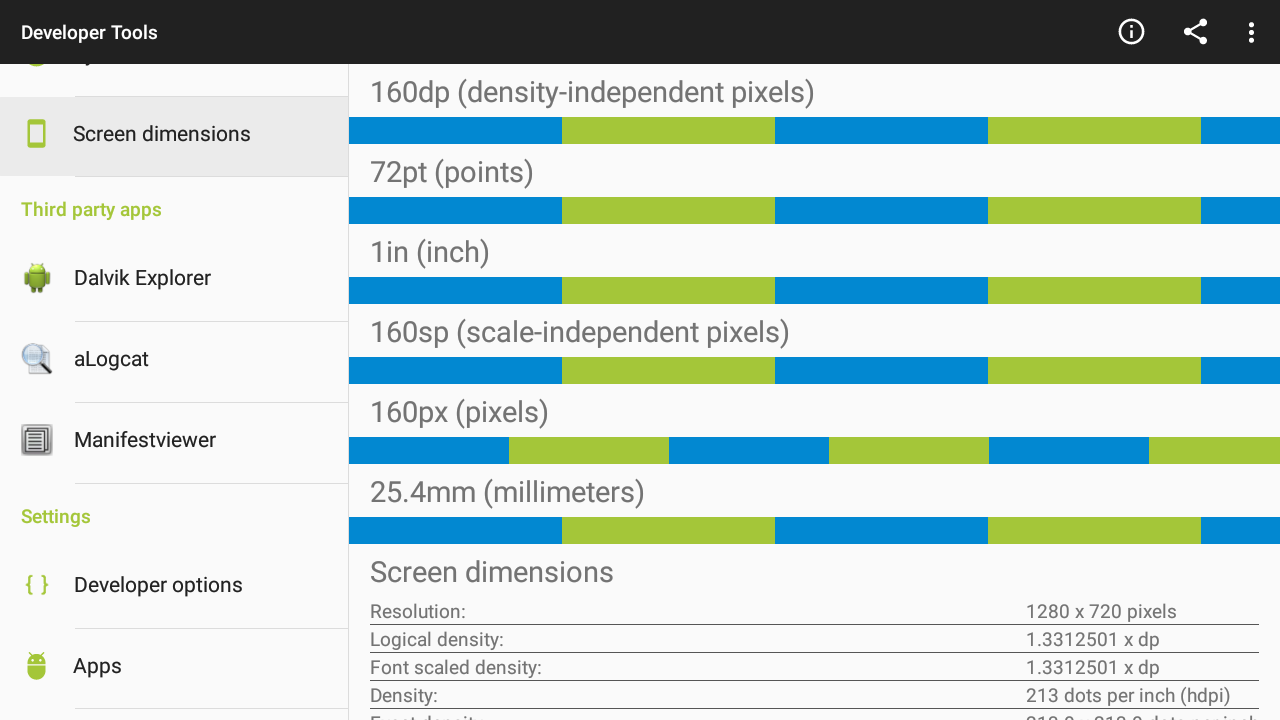 Developer Tools
Screen dimensions
Third party apps
Dalvik Explorer
aLogcat
Manifestviewer
Settings
{ } Developer options
Apps
160dp (density-independent pixels)
72pt (points)
1in (inch)
160sp (scale-independent pixels)
160px (pixels)
25.4mm (millimeters)
Screen dimensions
Resolution: 1280 x 720 pixels
Logical density: 1.3312501 x dp
Font scaled density: 1.3312501 x dp
Density: 213 dots per inch (hdpi)